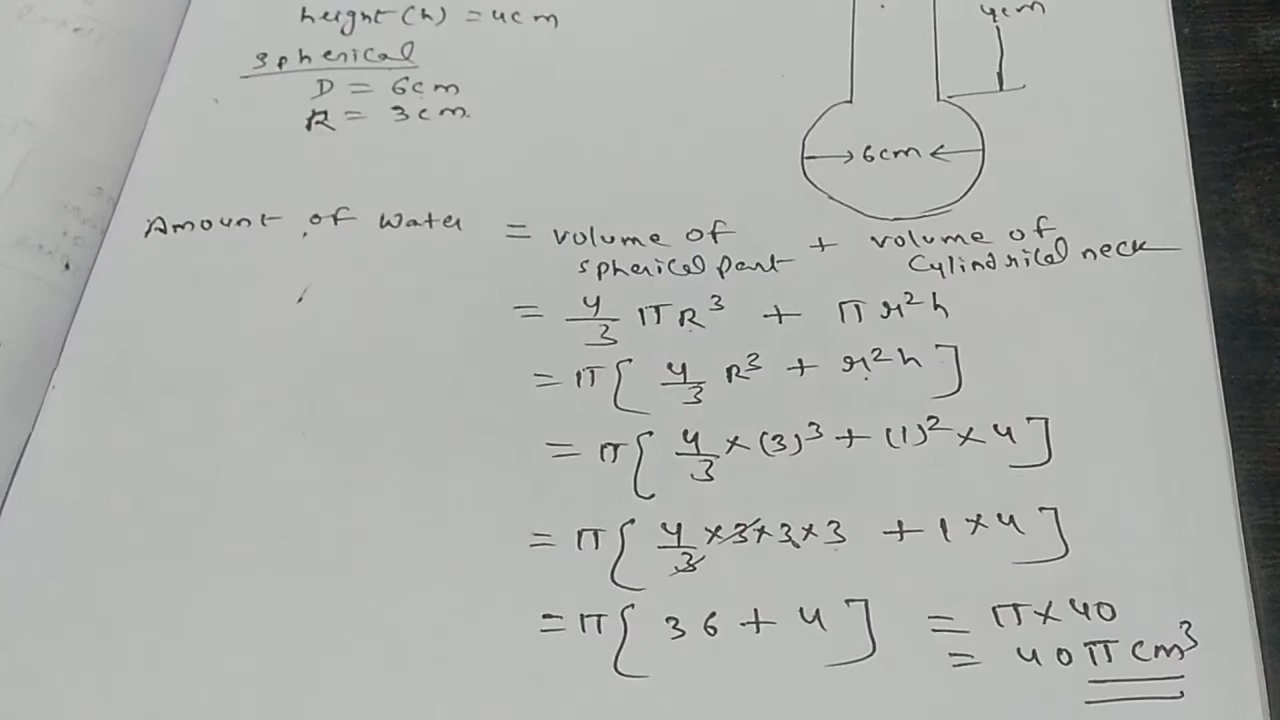 height(h) = 4cm
4cm
Spherical
D = 6cm
R = 3cm.
6cm
Amount of Water = volume of spherical part + volume of Cylindrical neck
= 4/3 πR³ + πr²h
= π[ 4/3 R³ + r²h ]
= π[ 4/3 × (3)³ + (1)² × 4 ]
= π[ 4/3 × 3 × 3 × 3 + 1 × 4 ]
= π[ 36 + 4 ] = π × 40
= 40π cm³